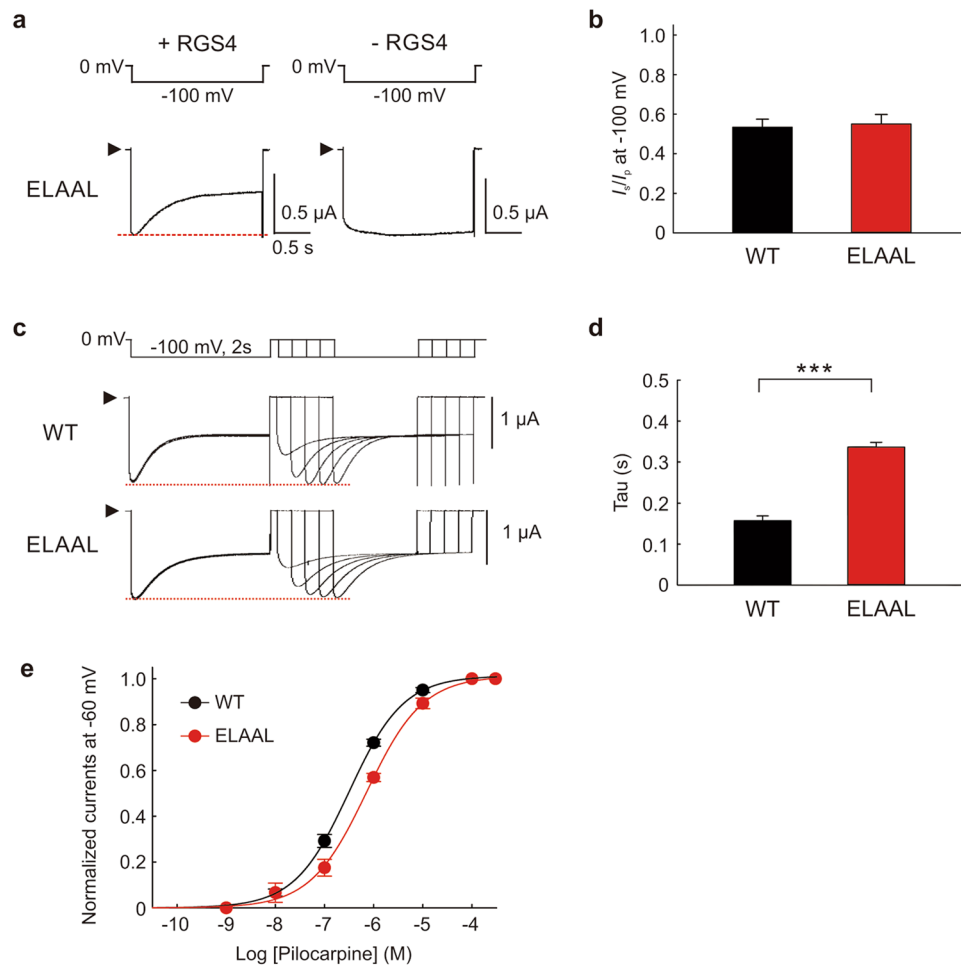 a
+ RGS4
- RGS4
0 mV
0 mV
-100 mV
-100 mV
ELAAL
0.5 µA
0.5 s
0.5 µA
b
Is/Ip at -100 mV
1.0
0.8
0.6
0.4
0.2
0
WT
ELAAL
c
0 mV
-100 mV, 2s
WT
1 µA
ELAAL
1 µA
d
***
Tau (s)
0.5
0.4
0.3
0.2
0.1
0
WT
ELAAL
e
Normalized currents at -60 mV
1.0
0.8
0.6
0.4
0.2
0
WT
ELAAL
-10 -9 -8 -7 -6 -5 -4
Log [Pilocarpine] (M)